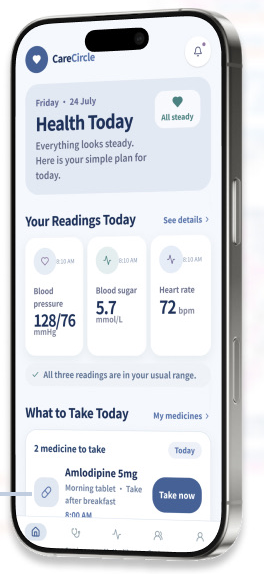 CareCircle
Friday • 24 July
Health Today
All steady
Everything looks steady.
Here is your simple plan for
today.
Your Readings Today
See details
8:10 AM
8:10 AM
8:10 AM
Blood
pressure
128/76
mmHg
Blood sugar
5.7
mmol/L
Heart rate
72 bpm
All three readings are in your usual range.
What to Take Today
My medicines
2 medicine to take
Today
Amlodipine 5mg
Morning tablet • Take
after breakfast
8:00 AM
Take now